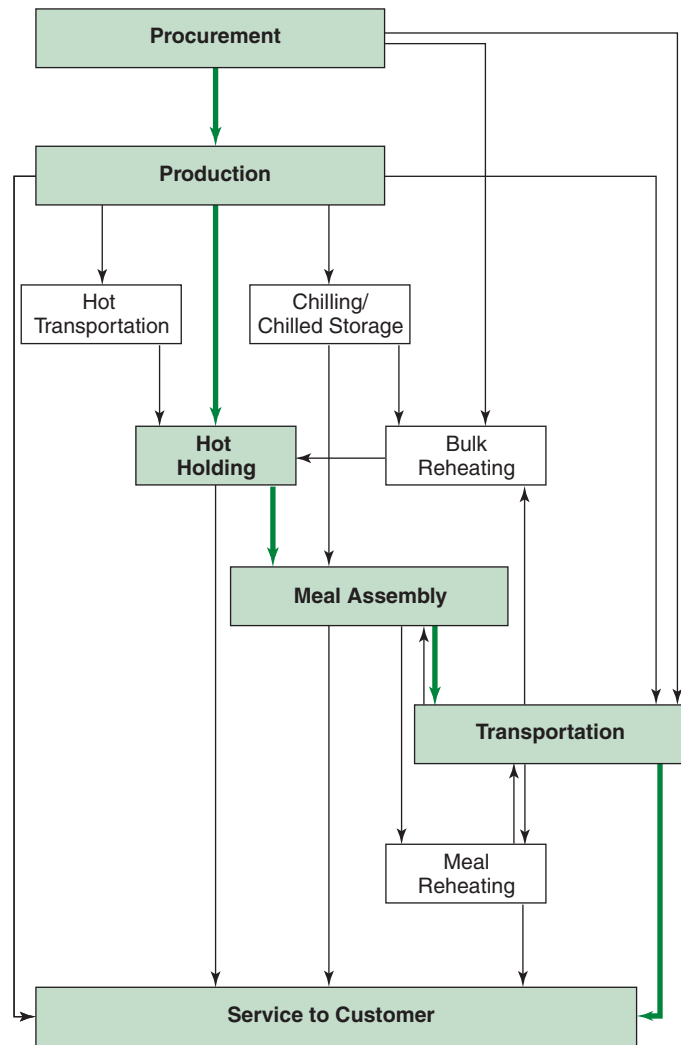 Procurement
Production
Hot
Transportation
Chilling/
Chilled Storage
Hot
Holding
Bulk
Reheating
Meal Assembly
Transportation
Meal
Reheating
Service to Customer